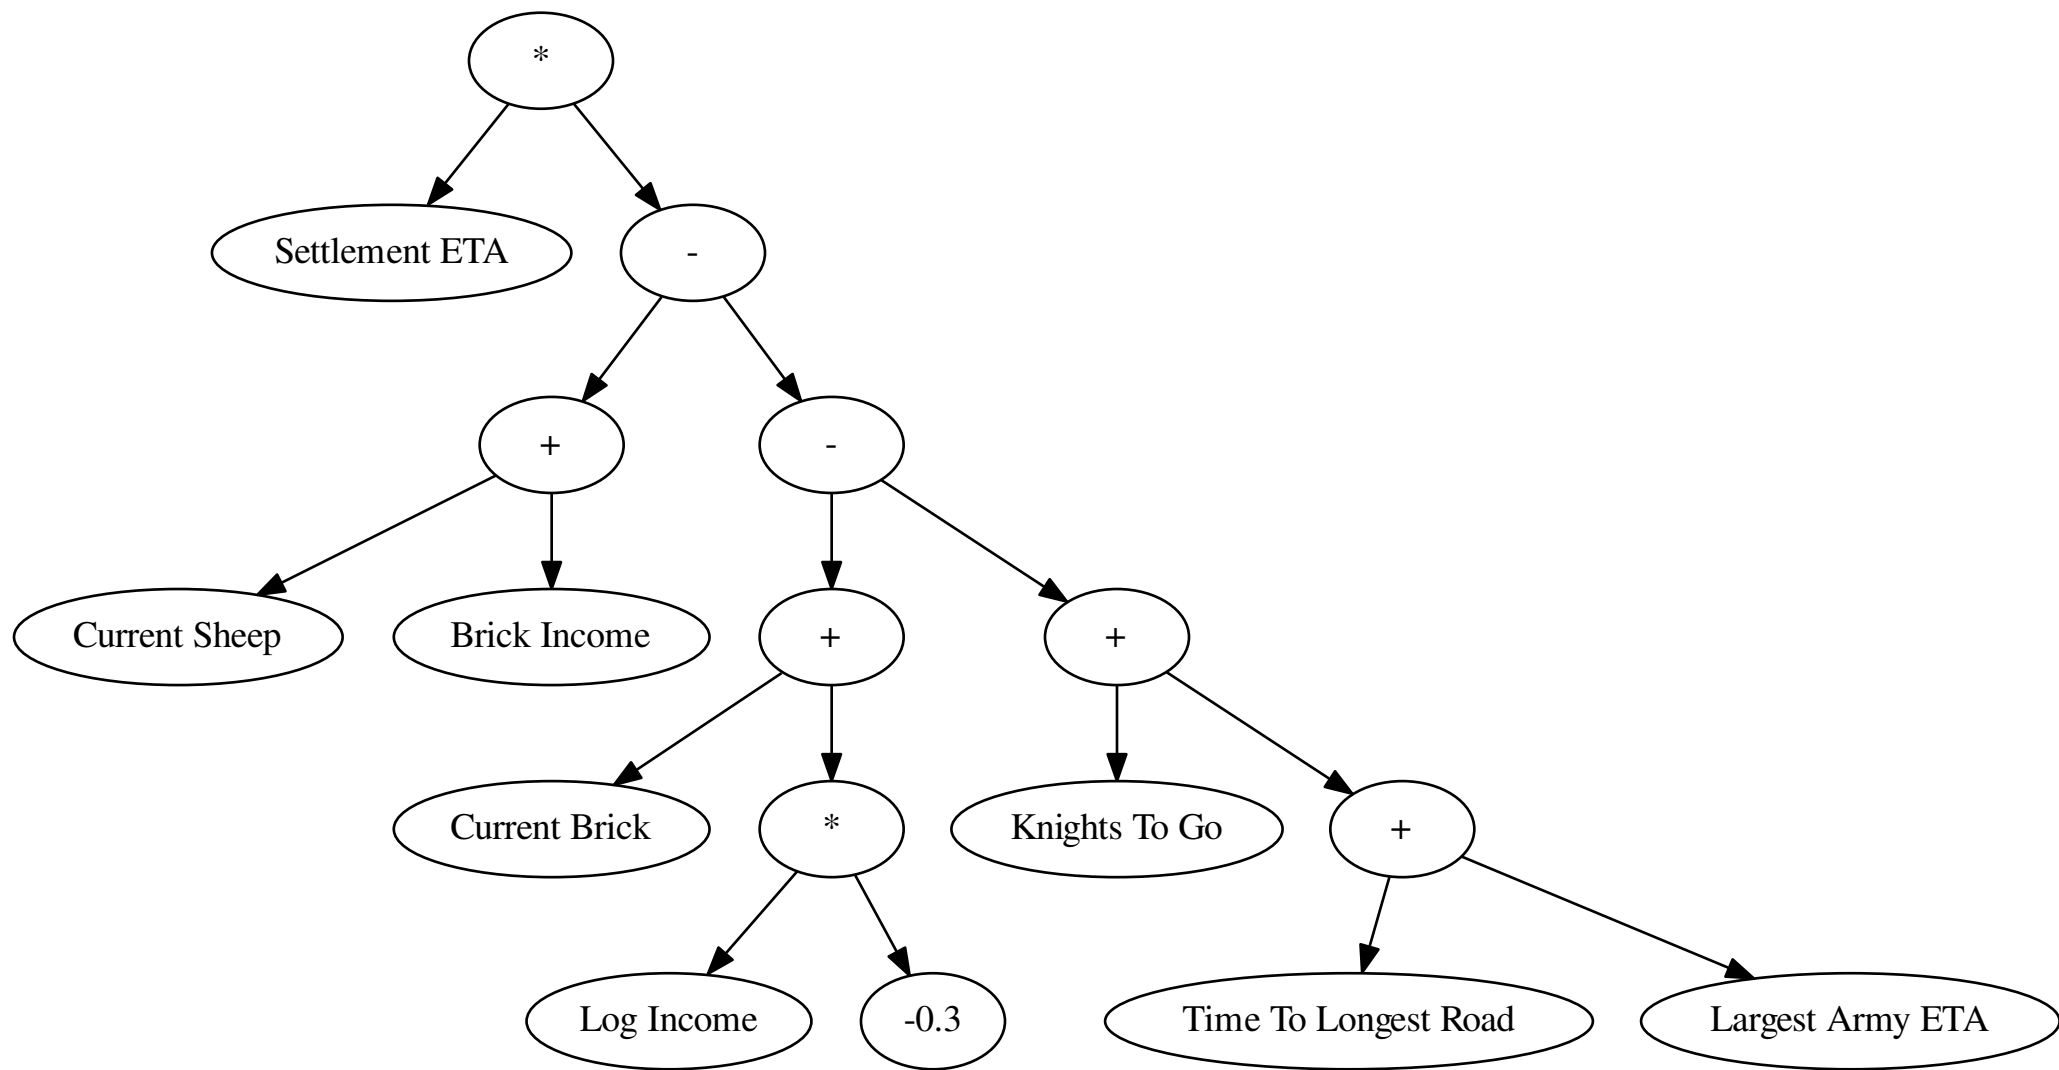 *
Settlement ETA
-
+
-
Current Sheep
Brick Income
+
+
Current Brick
*
Knights To Go
+
Log Income
-0.3
Time To Longest Road
Largest Army ETA